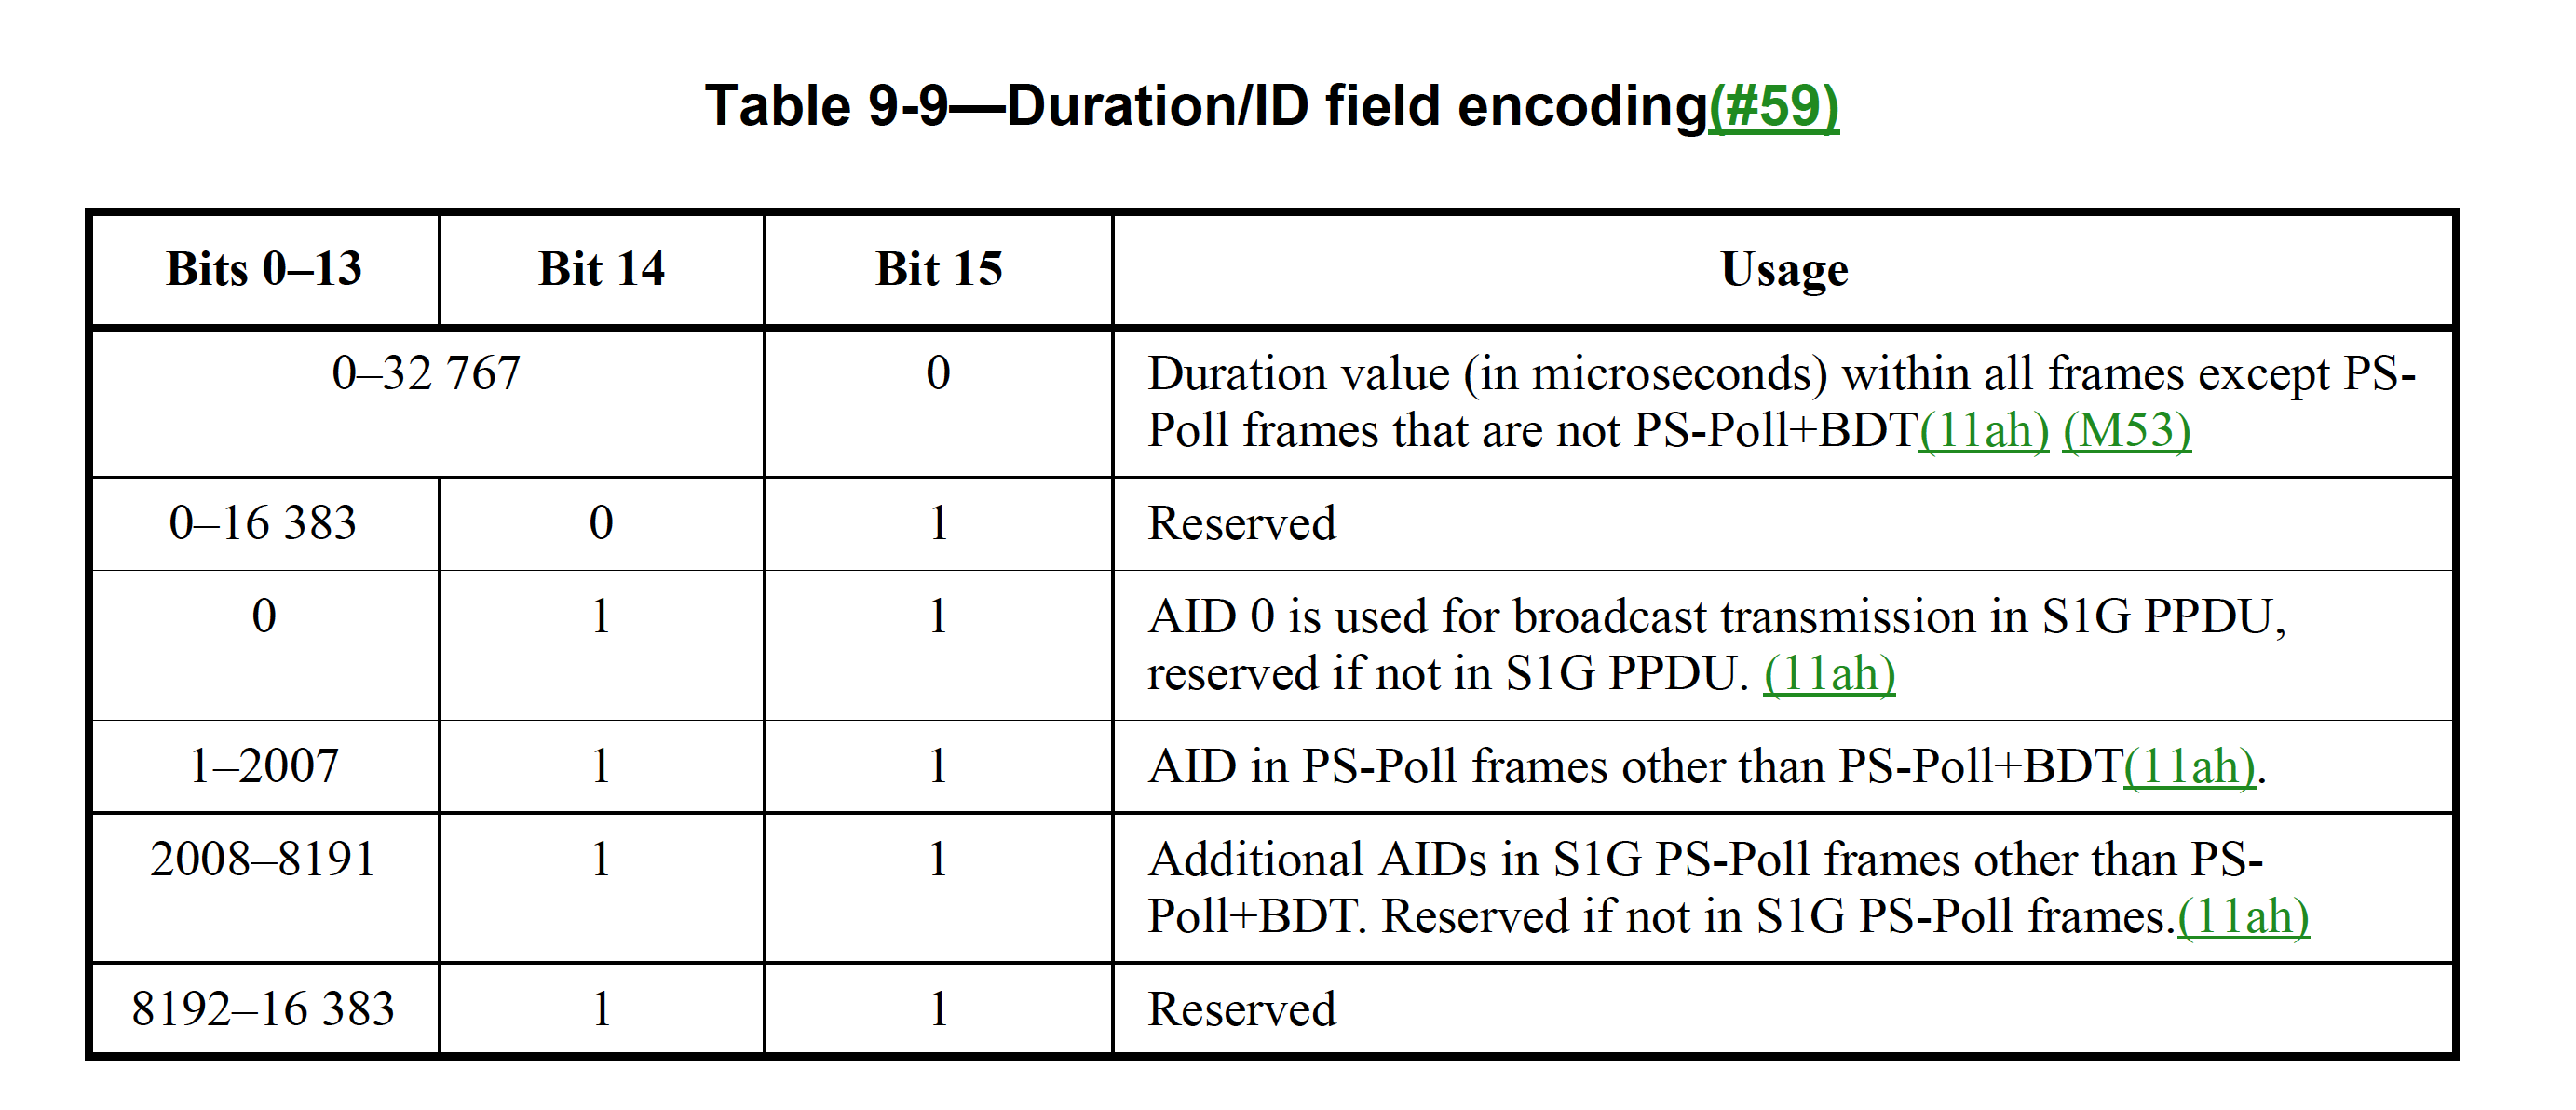 Table 9-9—Duration/ID field encoding(#59)
Bits 0–13 Bit 14 Bit 15 Usage
0–32 767 0 Duration value (in microseconds) within all frames except PS-
Poll frames that are not PS-Poll+BDT(11ah) (M53)
0–16 383 0 1 Reserved
0 1 1 AID 0 is used for broadcast transmission in S1G PPDU,
reserved if not in S1G PPDU. (11ah)
1–2007 1 1 AID in PS-Poll frames other than PS-Poll+BDT(11ah).
2008–8191 1 1 Additional AIDs in S1G PS-Poll frames other than PS-
Poll+BDT. Reserved if not in S1G PS-Poll frames.(11ah)
8192–16 383 1 1 Reserved